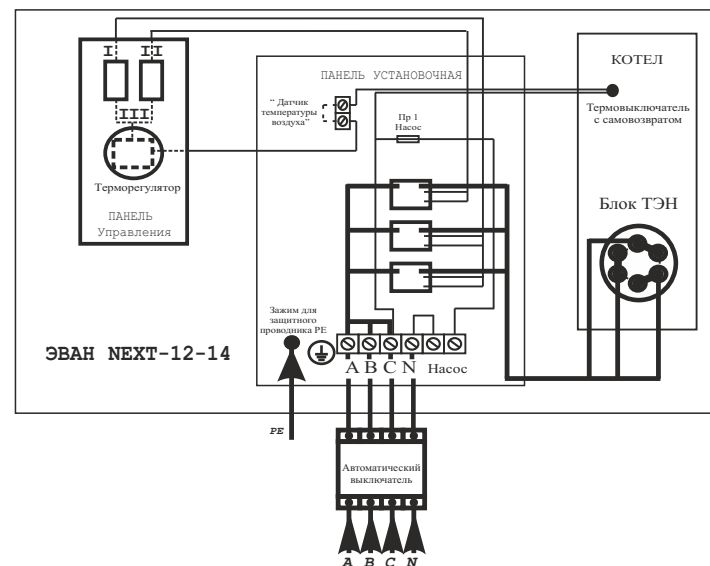 I II
III
Терморегулятор
ПАНЕЛЬ
Управления
ПАНЕЛЬ УСТАНОВОЧНАЯ
“ Датчик
температуры
воздуха”
Пр 1
Насос
КОТЕЛ
Термовыключатель
с самовозвратом
Блок ТЭН
Зажим для
защитного
проводника PE
ЭВАН NEXT-12-14
A B C N Насос
PE
Автоматический
выключатель
A B C N